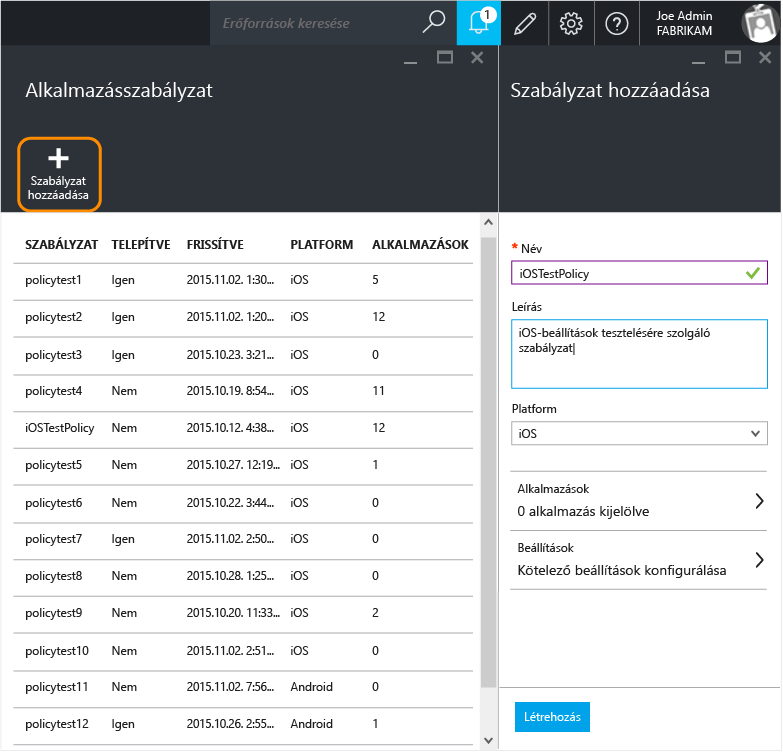 Erőforrások keresése
1
Joe Admin
FABRIKAM
Alkalmazásszabályzat
Szabályzat
hozzáadása
SZABÁLYZAT TELEPÍTVE FRISSÍTVE PLATFORM ALKALMAZÁSOK
policytest1 Igen 2015.11.02. 1:30... iOS 5
policytest2 Igen 2015.11.02. 1:20... iOS 12
policytest3 Igen 2015.10.23. 3:21... iOS 0
policytest4 Nem 2015.10.19. 8:54... iOS 11
iOSTestPolicy Nem 2015.10.12. 4:38... iOS 12
policytest5 Nem 2015.10.27. 12:19... iOS 1
policytest6 Nem 2015.10.22. 3:44... iOS 0
policytest7 Igen 2015.11.02. 2:50... iOS 0
policytest8 Nem 2015.10.28. 1:25... iOS 0
policytest9 Nem 2015.10.20. 11:33... iOS 2
policytest10 Nem 2015.11.02. 2:51... iOS 0
policytest11 Nem 2015.11.02. 7:56... Android 0
policytest12 Igen 2015.10.26. 2:55... Android 1
Szabályzat hozzáadása
* Név
iOSTestPolicy
Leírás
iOS-beállítások tesztelésére szolgáló
szabályzat
Platform
iOS
Alkalmazások
0 alkalmazás kijelölve
Beállítások
Kötelező beállítások konfigurálása
Létrehozás